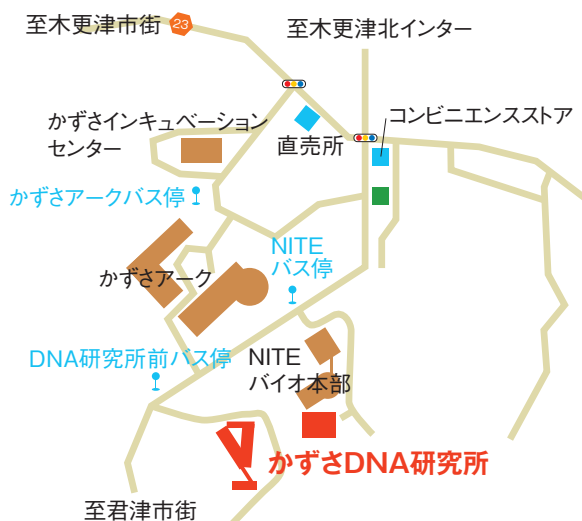 至木更津市街
23
至木更津北インター
コンビニエンスストア
かずさインキュベーション
センター
直売所
かずさアークバス停
NITE
バス停
かずさアーク
DNA研究所前バス停
NITE
バイオ本部
かずさDNA研究所
至君津市街